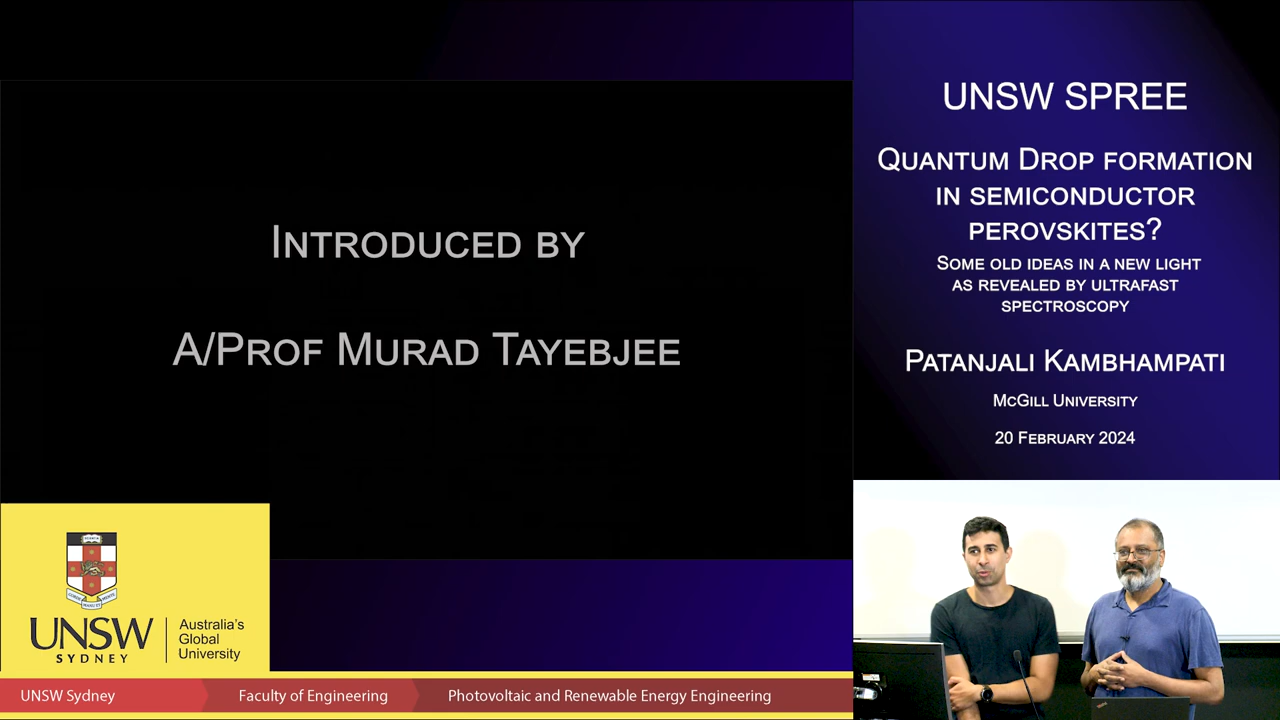 INTRODUCED BY
A/PROF MURAD TAYEBJEE
UNSW SPREE
QUANTUM DROP FORMATION
IN SEMICONDUCTOR
PEROVSKITES?
SOME OLD IDEAS IN A NEW LIGHT
AS REVEALED BY ULTRAFAST
SPECTROSCOPY
PATANJALI KAMBHAMPATI
MCGILL UNIVERSITY
20 FEBRUARY 2024
UNSW
SYDNEY
Australia's
Global
University
UNSW Sydney
Faculty of Engineering
Photovoltaic and Renewable Energy Engineering